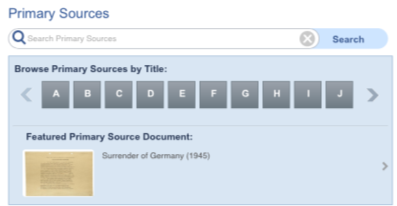 Primary Sources
Search Primary Sources
Search
Browse Primary Sources by Title:
A B C D E F G H I J
Featured Primary Source Document:
Surrender of Germany (1945)